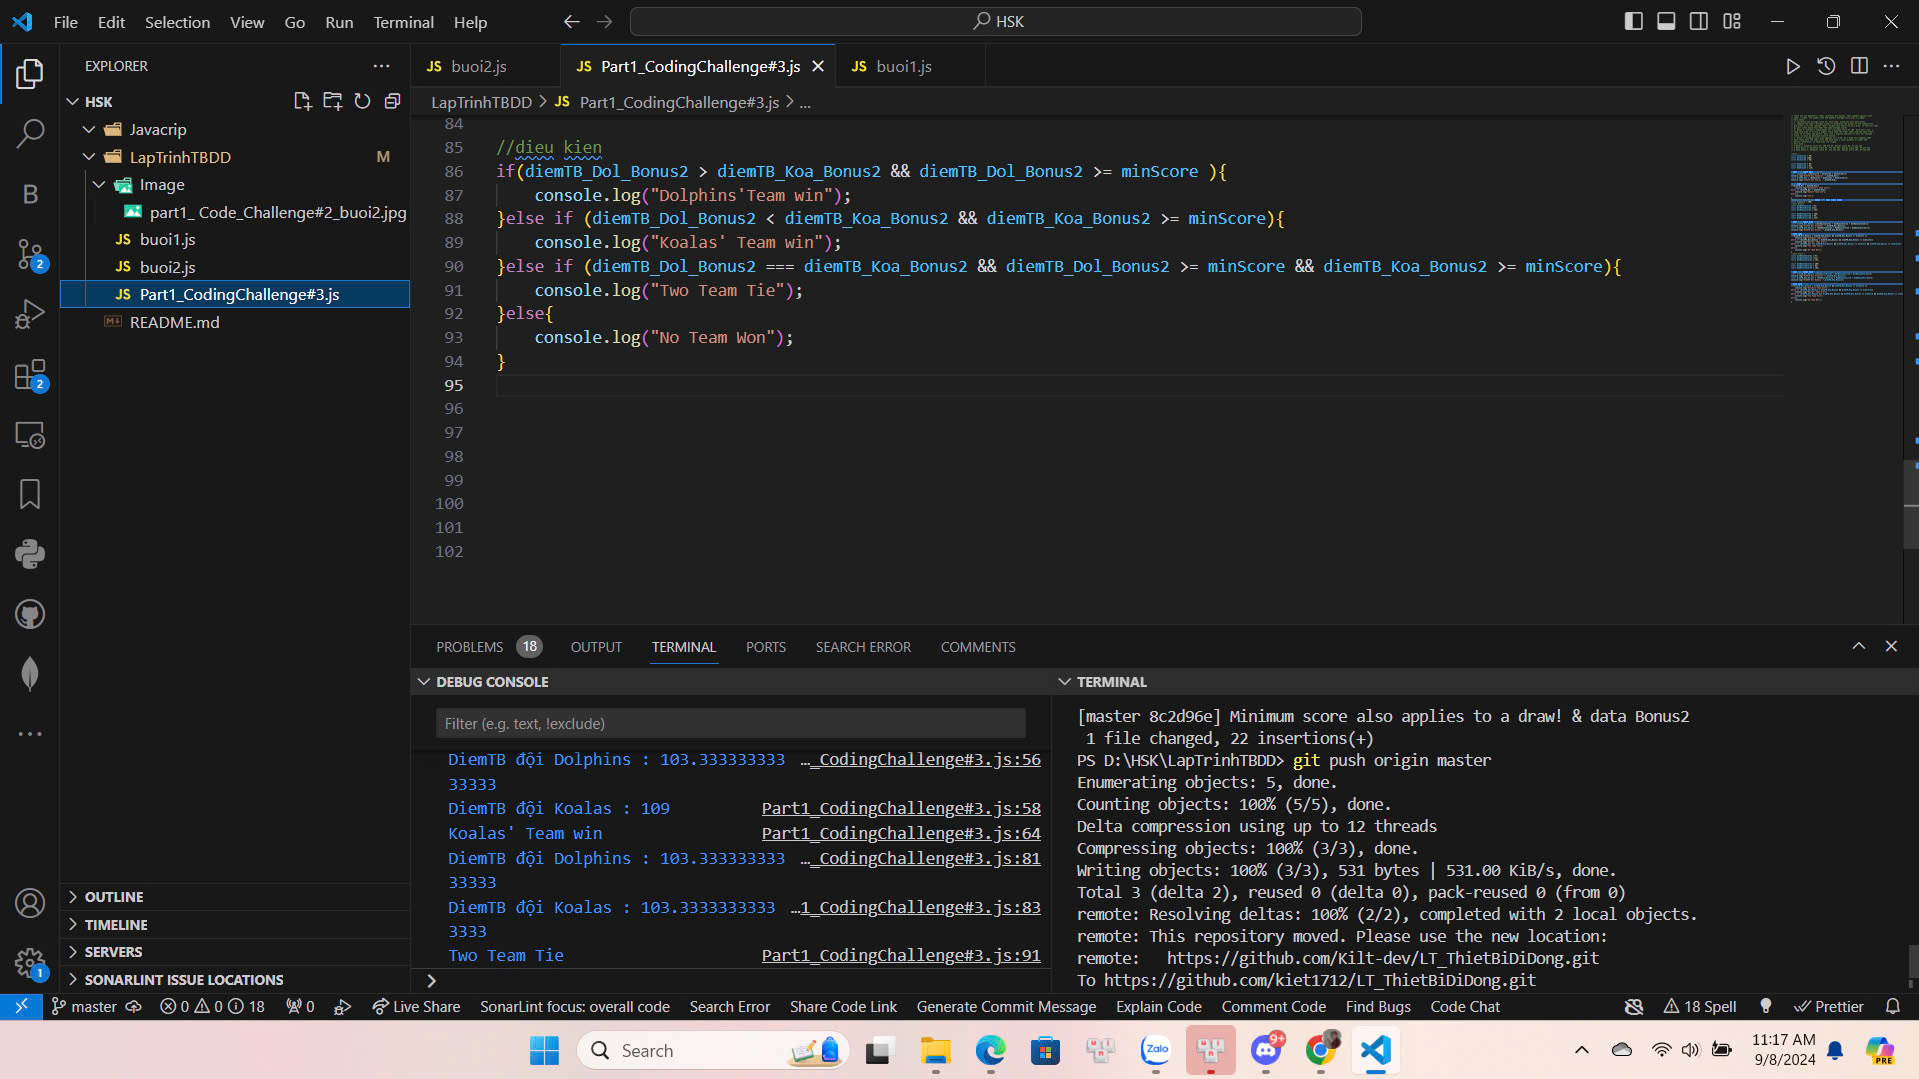 File Edit Selection View Go Run Terminal Help
HSK
EXPLORER
HSK
Javacrip
LapTrinhTBDD M
Image
part1_ Code_Challenge#2_buoi2.jpg
JS buoi1.js
JS buoi2.js
JS Part1_CodingChallenge#3.js
README.md
OUTLINE
TIMELINE
SERVERS
SONARLINT ISSUE LOCATIONS
B
2
2
1
JS buoi2.js
JS Part1_CodingChallenge#3.js
JS buoi1.js
LapTrinhTBDD > JS Part1_CodingChallenge#3.js > ...
84
85 //dieu kien
86 if(diemTB_Dol_Bonus2 > diemTB_Koa_Bonus2 && diemTB_Dol_Bonus2 >= minScore ){
87 console.log("Dolphins'Team win");
88 }else if (diemTB_Dol_Bonus2 < diemTB_Koa_Bonus2 && diemTB_Koa_Bonus2 >= minScore){
89 console.log("Koalas' Team win");
90 }else if (diemTB_Dol_Bonus2 === diemTB_Koa_Bonus2 && diemTB_Dol_Bonus2 >= minScore && diemTB_Koa_Bonus2 >= minScore){
91 console.log("Two Team Tie");
92 }else{
93 console.log("No Team Won");
94 }
95
96
97
98
99
100
101
102
PROBLEMS 18 OUTPUT TERMINAL PORTS SEARCH ERROR COMMENTS
DEBUG CONSOLE
Filter (e.g. text, !exclude)
DiemTB đội Dolphins : 103.333333333 …_CodingChallenge#3.js:56
33333
DiemTB đội Koalas : 109 Part1_CodingChallenge#3.js:58
Koalas' Team win Part1_CodingChallenge#3.js:64
DiemTB đội Dolphins : 103.333333333 …_CodingChallenge#3.js:81
33333
DiemTB đội Koalas : 103.3333333333 …1_CodingChallenge#3.js:83
3333
Two Team Tie Part1_CodingChallenge#3.js:91
TERMINAL
[master 8c2d96e] Minimum score also applies to a draw! & data Bonus2
1 file changed, 22 insertions(+)
PS D:\HSK\LapTrinhTBDD> git push origin master
Enumerating objects: 5, done.
Counting objects: 100% (5/5), done.
Delta compression using up to 12 threads
Compressing objects: 100% (3/3), done.
Writing objects: 100% (3/3), 531 bytes | 531.00 KiB/s, done.
Total 3 (delta 2), reused 0 (delta 0), pack-reused 0 (from 0)
remote: Resolving deltas: 100% (2/2), completed with 2 local objects.
remote: This repository moved. Please use the new location:
remote: https://github.com/Kilt-dev/LT_ThietBiDiDong.git
To https://github.com/kiet1712/LT_ThietBiDiDong.git
master 0 0 18 0 Live Share SonarLint focus: overall code Search Error Share Code Link Generate Commit Message Explain Code Comment Code Find Bugs Code Chat 18 Spell Prettier
Search
Zalo
9+
11:17 AM
9/8/2024
PRE